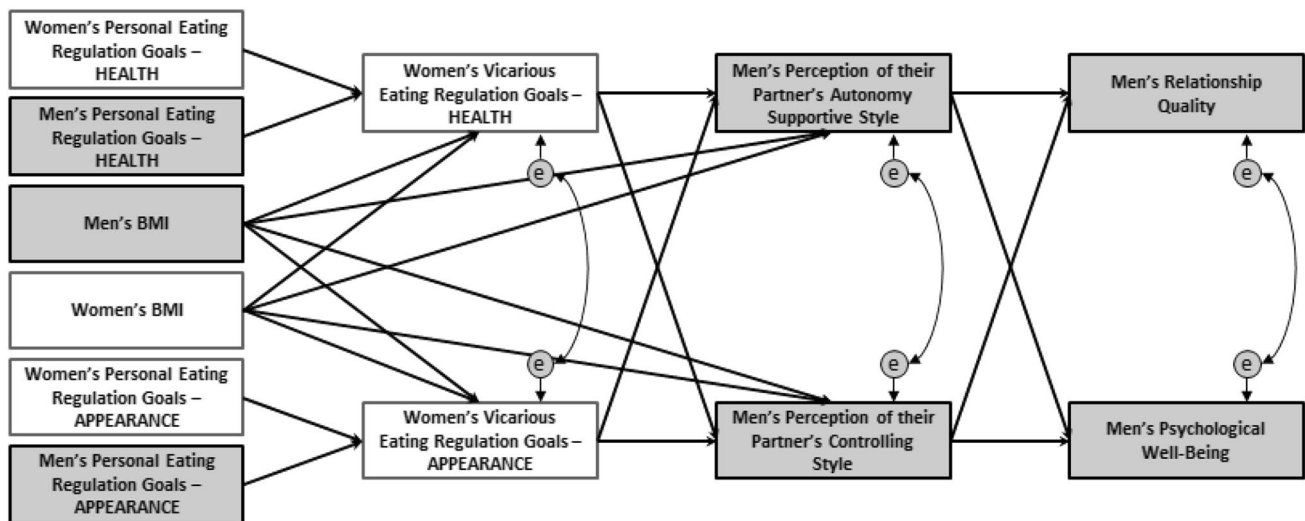 Women's Personal Eating
Regulation Goals –
HEALTH
Men's Personal Eating
Regulation Goals –
HEALTH
Men's BMI
Women's BMI
Women's Personal Eating
Regulation Goals –
APPEARANCE
Men's Personal Eating
Regulation Goals –
APPEARANCE
Women's Vicarious
Eating Regulation Goals –
HEALTH
e
e
Women's Vicarious
Eating Regulation Goals –
APPEARANCE
Men's Perception of their
Partner's Autonomy
Supportive Style
e
e
Men's Perception of their
Partner's Controlling
Style
Men's Relationship
Quality
e
e
Men's Psychological
Well-Being